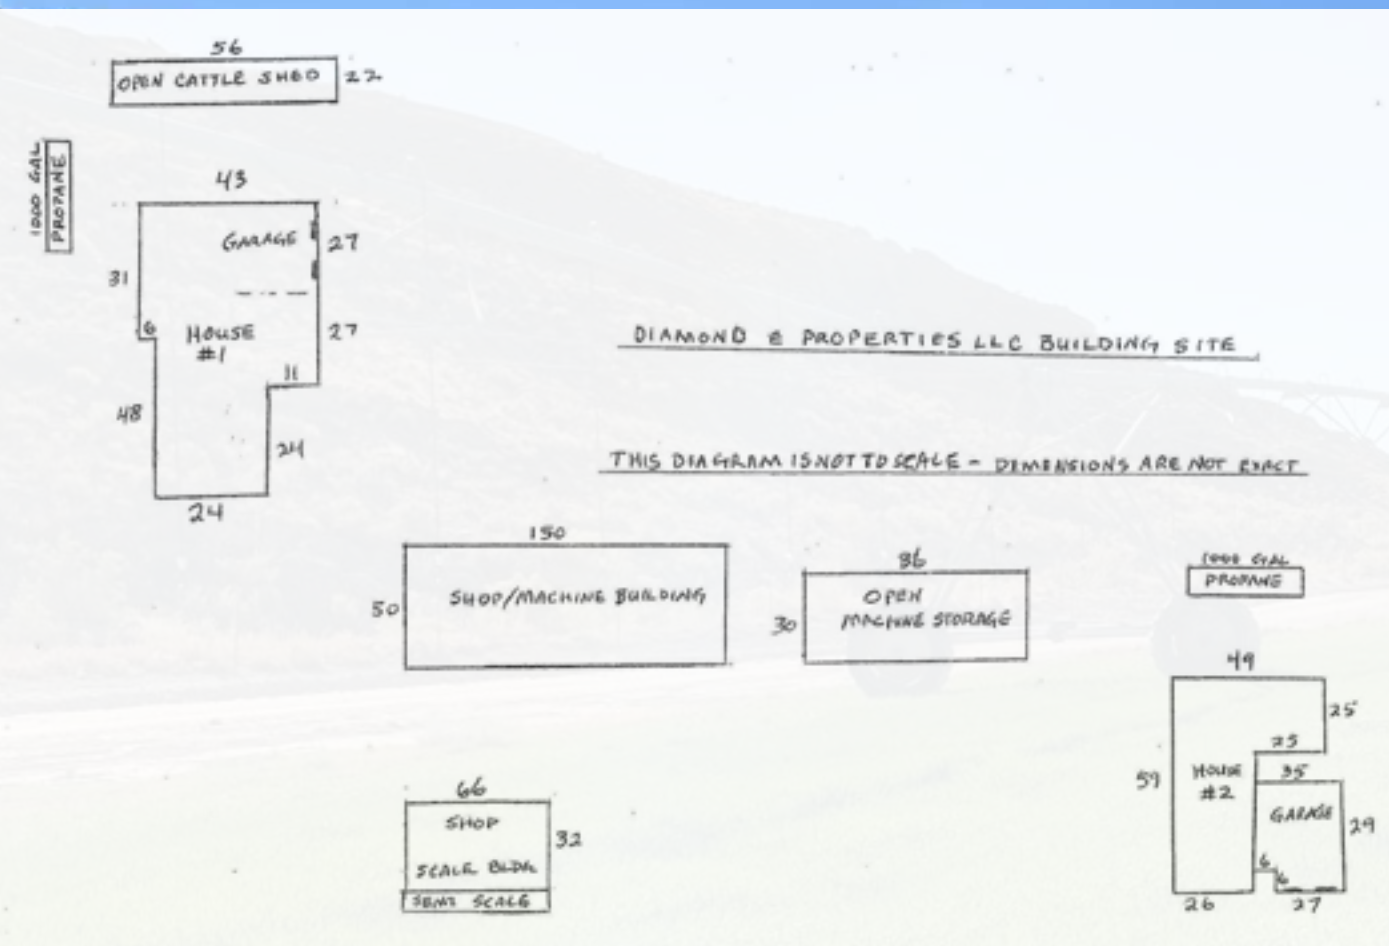 56
OPEN CATTLE SHED 22
1000 GAL
PROPANE
43
GARAGE 27
31
6 HOUSE 27
#1
11
48
24
24
DIAMOND E PROPERTIES LLC BUILDING SITE
THIS DIAGRAM IS NOT TO SCALE - DIMENSIONS ARE NOT EXACT
150
50 SHOP/MACHINE BUILDING
86
OPEN
30 MACHINE STORAGE
1000 GAL
PROPANE
49
25
25
59 HOUSE 35
#2
GARAGE 29
6
6
26 27
66
SHOP
32
SCALE BLDG
SCALE